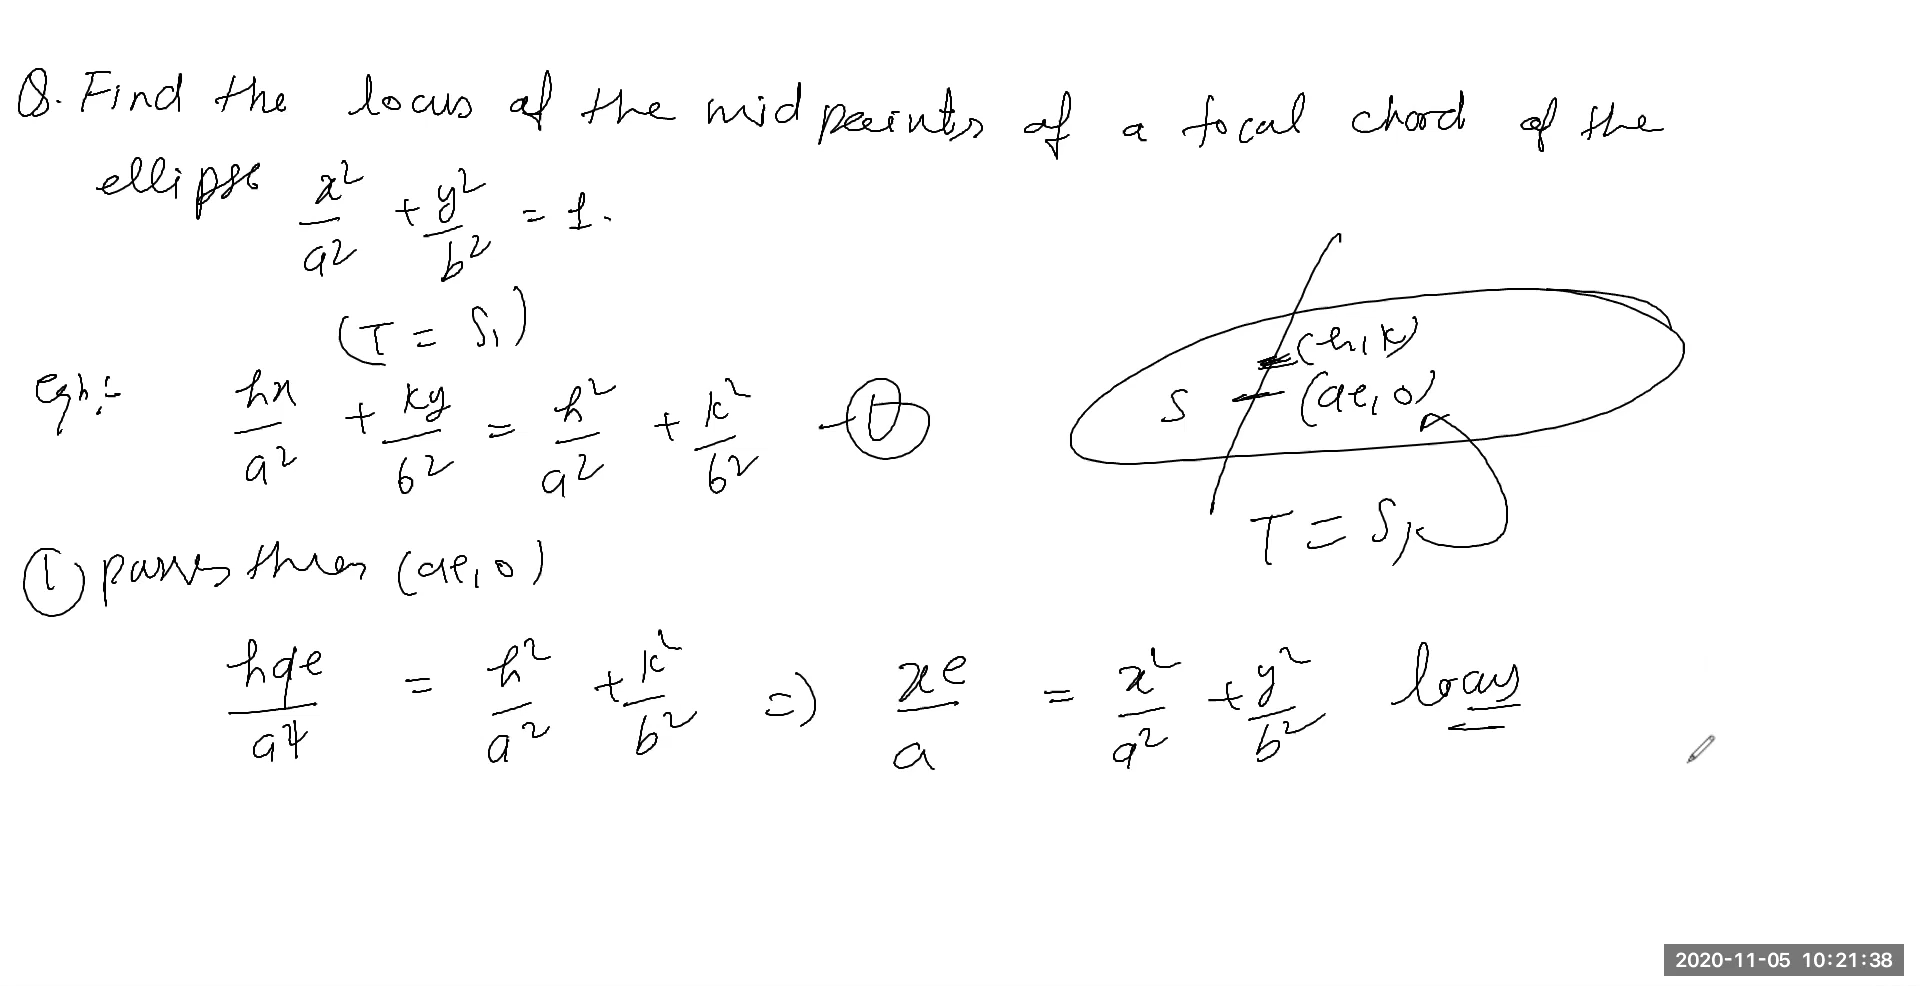 Q. Find the locus of the mid points of a focal chord of the
ellipse x²/a² + y²/b² = 1.
(T = S₁)
Eqn:- hx/a² + ky/b² = h²/a² + k²/b² -①
(h,k)
S (ae,0)
T = S₁
① passes thru (ae,0)
hae/a² = h²/a² + k²/b² => xe/a = x²/a² + y²/b² locus
2020-11-05 10:21:38